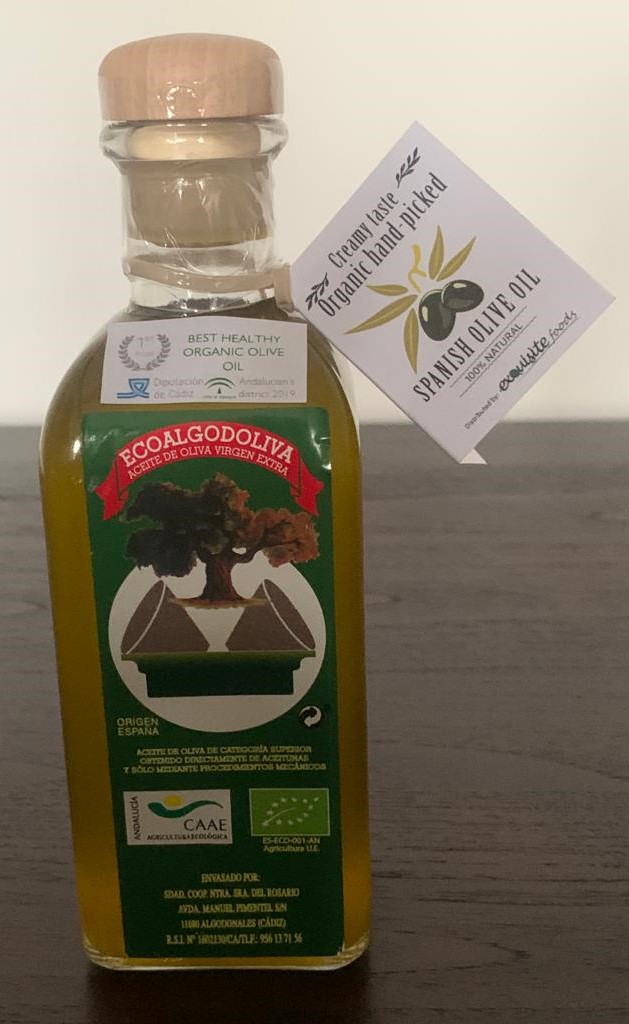 Creamy taste
Organic hand-picked
SPANISH OLIVE OIL
100% NATURAL
Distributed by: exquisite foods
1ST
BEST HEALTHY
ORGANIC OLIVE
OIL
Diputación
de Cádiz
Andalucian's
district 2019
ECOALGODOLIVA
ACEITE DE OLIVA VIRGEN EXTRA
ORIGEN
ESPAÑA
ACEITE DE OLIVA DE CATEGORÍA SUPERIOR
OBTENIDO DIRECTAMENTE DE ACEITUNAS
Y SÓLO MEDIANTE PROCEDIMIENTOS MECÁNICOS
ANDALUCÍA
CAAE
AGRICULTURA ECOLÓGICA
ES-ECO-001-AN
Agricultura U.E.
ENVASADO POR:
SDAD. COOP. NTRA. SRA. DEL ROSARIO
AVDA. MANUEL PIMENTEL S/N
11680 ALGODONALES (CÁDIZ)
R.S.I. Nº 1602130/CA/TLF.: 956 13 71 56